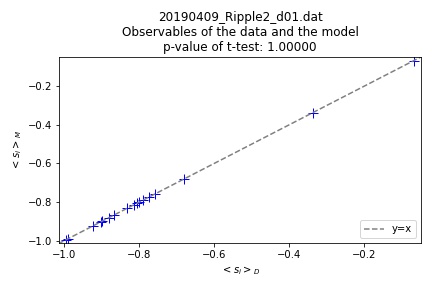 20190409_Ripple2_d01.dat
Observables of the data and the model
p-value of t-test: 1.00000
−0.2
−0.4
−0.6
−0.8
−1.0
< s_i >_M
y=x
−1.0 −0.8 −0.6 −0.4 −0.2
< s_i >_D